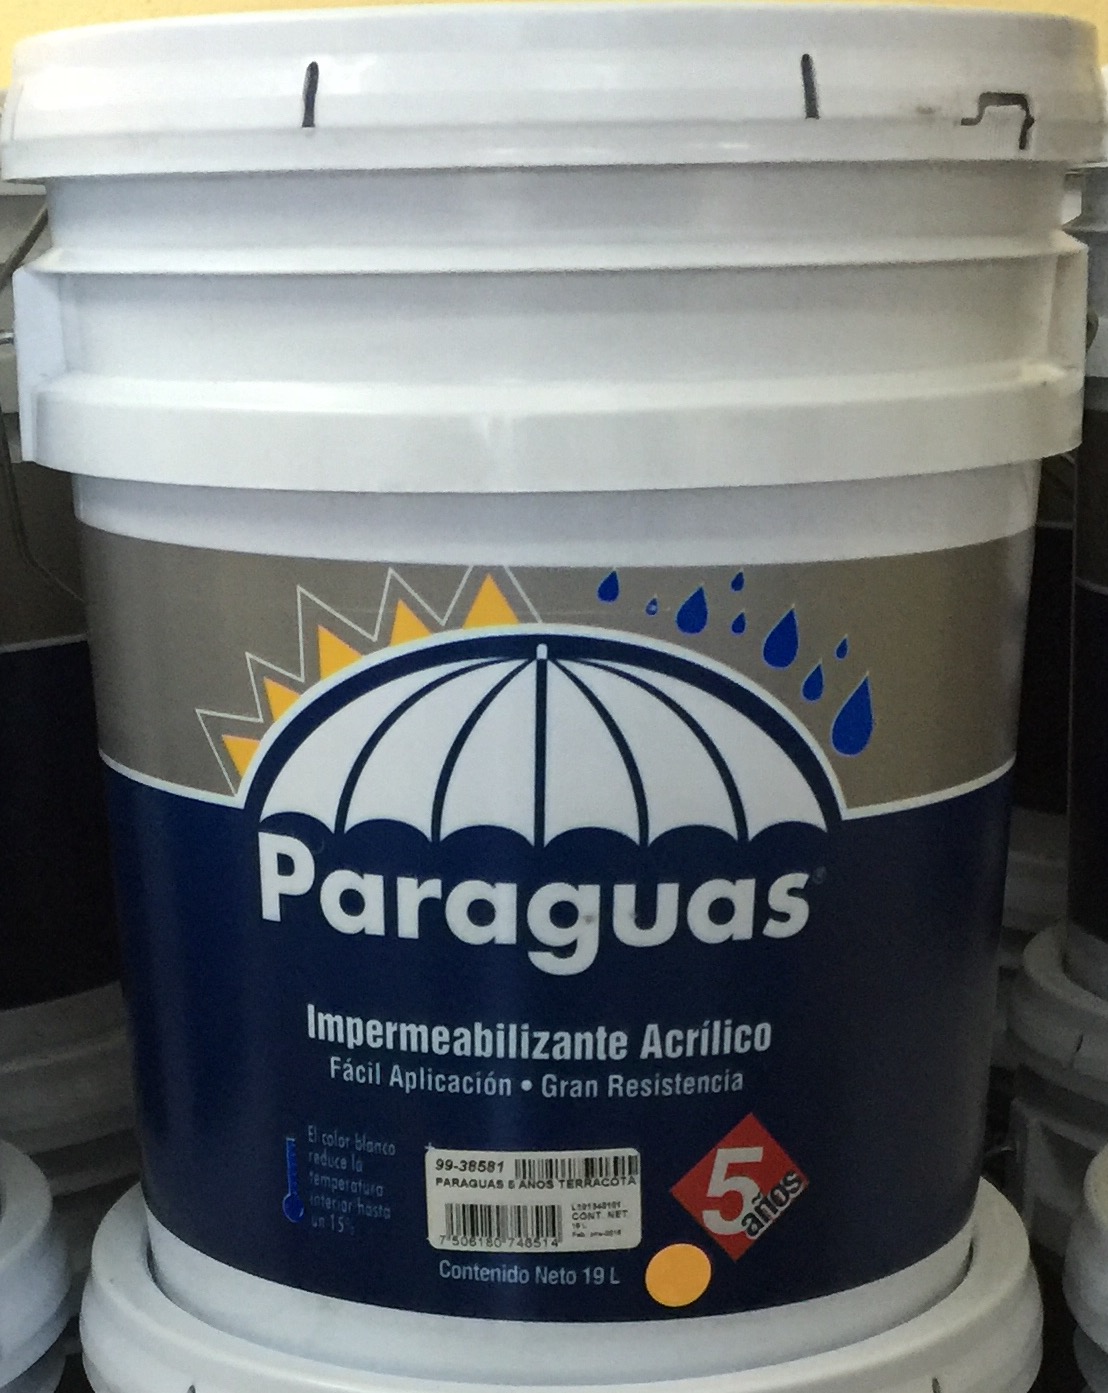 Paraguas
Impermeabilizante Acrílico
Fácil Aplicación • Gran Resistencia
El color blanco
reduce la
temperatura
interior hasta
un 15%
99-38581
PARAGUAS 5 AÑOS TERRACOTA
CONT. NET.
19 L
7 506180 748514
5
años
Contenido Neto 19 L